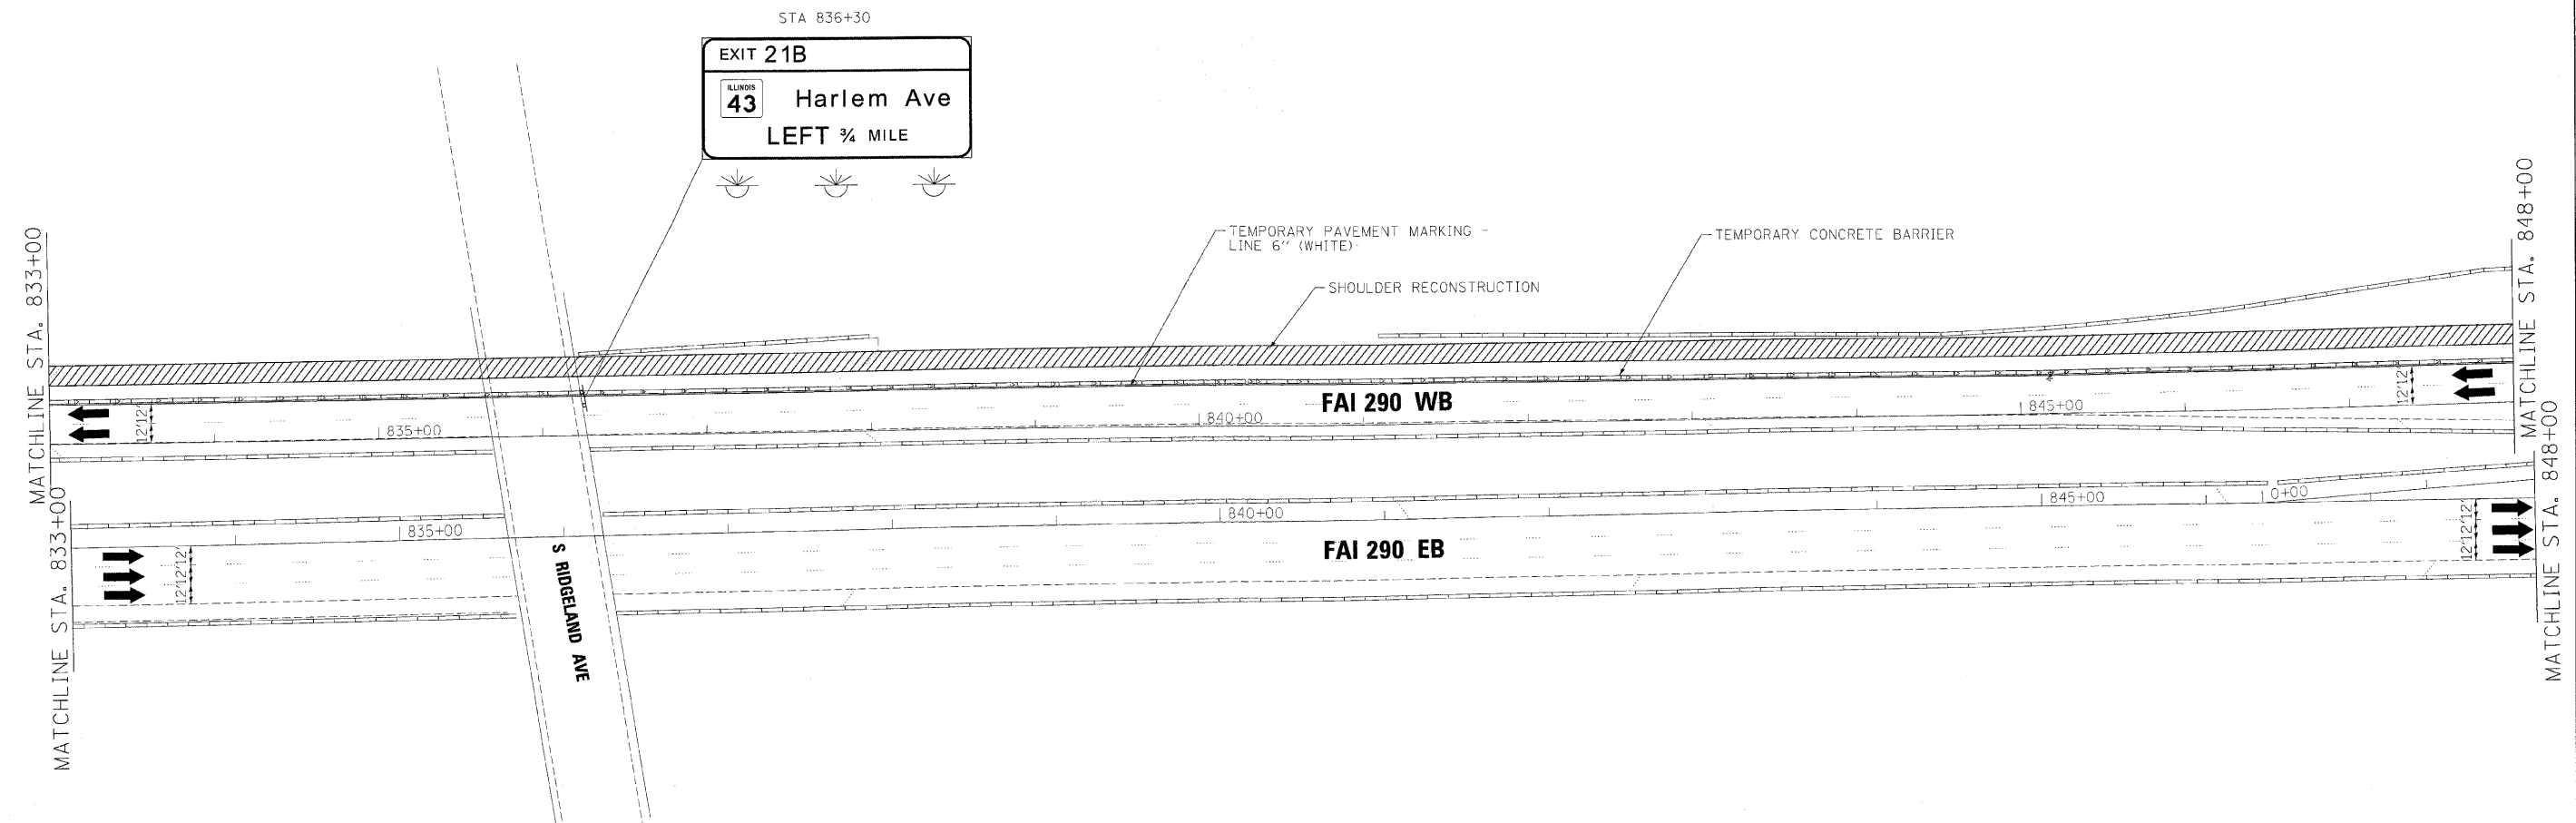 STA 836+30
EXIT 21B
ILLINOIS
43
Harlem Ave
LEFT ¾ MILE
TEMPORARY PAVEMENT MARKING -
LINE 6" (WHITE)
TEMPORARY CONCRETE BARRIER
SHOULDER RECONSTRUCTION
MATCHLINE STA. 833+00
MATCHLINE STA. 848+00
12'12'
835+00
840+00
FAI 290 WB
845+00
12'12'
MATCHLINE STA. 833+00
MATCHLINE STA. 848+00
12'12'12'
835+00
840+00
FAI 290 EB
845+00
0+00
12'12'12'
S RIDGELAND AVE